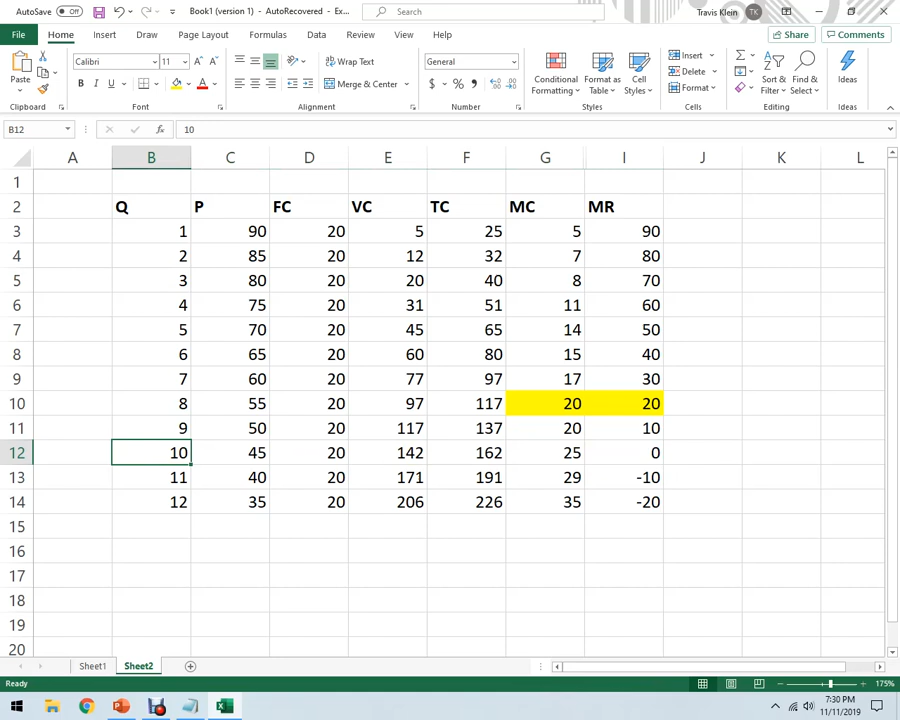 AutoSave Off Book1 (version 1) - AutoRecovered - Ex... Search Travis Klein TK
File Home Insert Draw Page Layout Formulas Data Review View Help Share Comments
Paste Calibri 11 A A Wrap Text General Conditional Formatting Format as Table Cell Styles Insert Sort & Filter Find & Select Ideas
B I U A Merge & Center $ % , Delete
Format
Clipboard Font Alignment Number Styles Cells Editing Ideas
B12 fx 10
A B C D E F G I J K L
1
2 Q P FC VC TC MC MR
3 1 90 20 5 25 5 90
4 2 85 20 12 32 7 80
5 3 80 20 20 40 8 70
6 4 75 20 31 51 11 60
7 5 70 20 45 65 14 50
8 6 65 20 60 80 15 40
9 7 60 20 77 97 17 30
10 8 55 20 97 117 20 20
11 9 50 20 117 137 20 10
12 10 45 20 142 162 25 0
13 11 40 20 171 191 29 -10
14 12 35 20 206 226 35 -20
15
16
17
18
19
20
Sheet1 Sheet2
Ready 175%
7:30 PM
11/11/2019